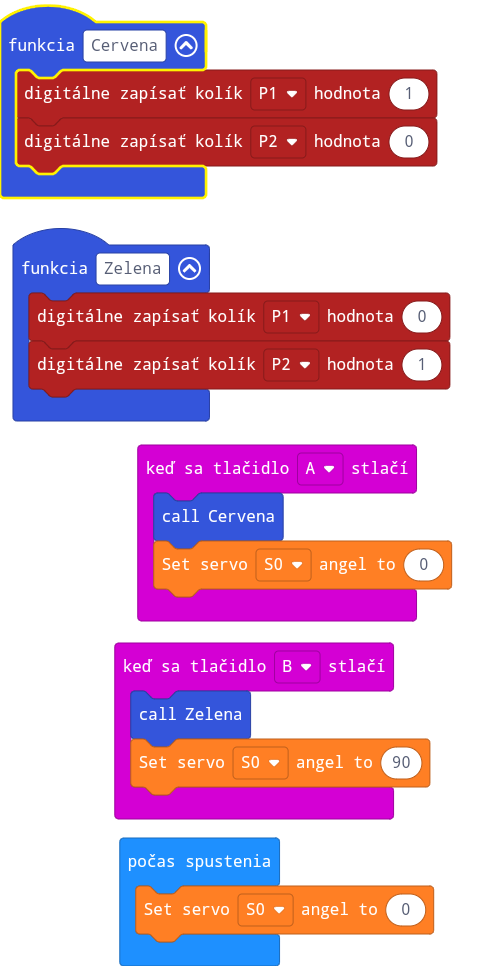 funkcia Cervena
digitálne zapísať kolík P1 hodnota 1
digitálne zapísať kolík P2 hodnota 0
funkcia Zelena
digitálne zapísať kolík P1 hodnota 0
digitálne zapísať kolík P2 hodnota 1
keď sa tlačidlo A stlačí
call Cervena
Set servo S0 angel to 0
keď sa tlačidlo B stlačí
call Zelena
Set servo S0 angel to 90
počas spustenia
Set servo S0 angel to 0